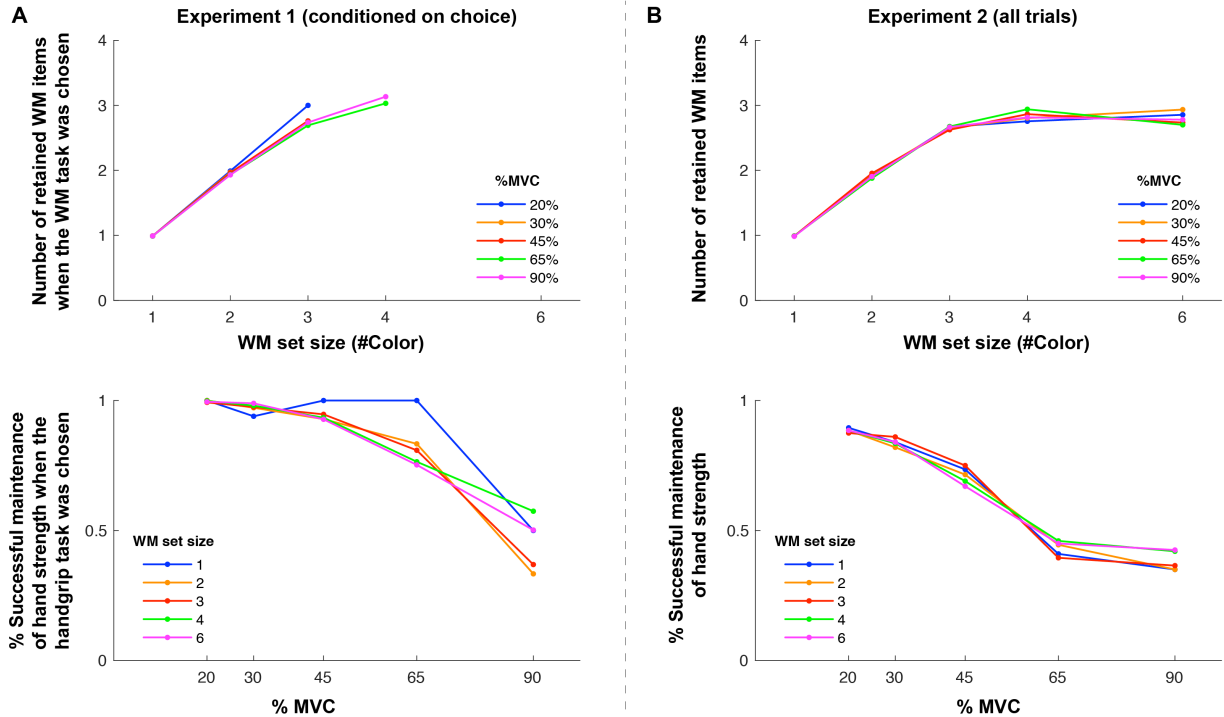 A
Experiment 1 (conditioned on choice)
Number of retained WM items
when the WM task was chosen
4
3
2
1
0
%MVC
20%
30%
45%
65%
90%
1
2
3
4
6
WM set size (#Color)
% Successful maintenance
of hand strength when the
handgrip task was chosen
1
0.5
0
WM set size
1
2
3
4
6
20
30
45
65
90
% MVC
B
Experiment 2 (all trials)
Number of retained WM items
4
3
2
1
0
%MVC
20%
30%
45%
65%
90%
1
2
3
4
6
WM set size (#Color)
% Successful maintenance
of hand strength
1
0.5
0
WM set size
1
2
3
4
6
20
30
45
65
90
% MVC